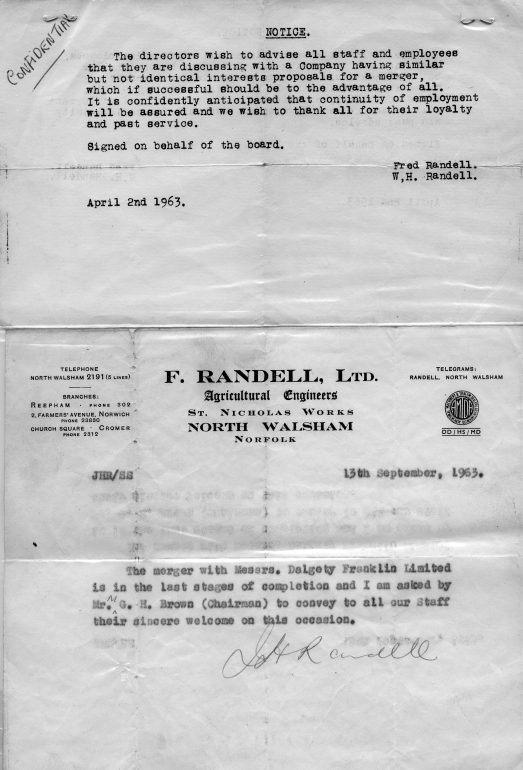 CONFIDENTIAL
NOTICE.
The directors wish to advise all staff and employees
that they are discussing with a Company having similar
but not identical interests proposals for a merger,
which if successful should be to the advantage of all.
It is confidently anticipated that continuity of employment
will be assured and we wish to thank all for their loyalty
and past service.
Signed on behalf of the board.
Fred Randell.
W,H. Randell.
April 2nd 1963.
TELEPHONE
NORTH WALSHAM 2191 (5 LINES)
BRANCHES:
REEPHAM · PHONE 302
9, FARMERS' AVENUE, NORWICH
PHONE 23830
CHURCH SQUARE · CROMER
PHONE 2312
F. RANDELL, LTD.
Agricultural Engineers
ST. NICHOLAS WORKS
NORTH WALSHAM
NORFOLK
TELEGRAMS:
RANDELL, NORTH WALSHAM
DD/HS/MD
JHR/SS
13th September, 1963.
The merger with Messrs. Dalgety Franklin Limited
is in the last stages of completion and I am asked by
Mr. M G. H. Brown (Chairman) to convey to all our Staff
their sincere welcome on this occasion.
JH Randell